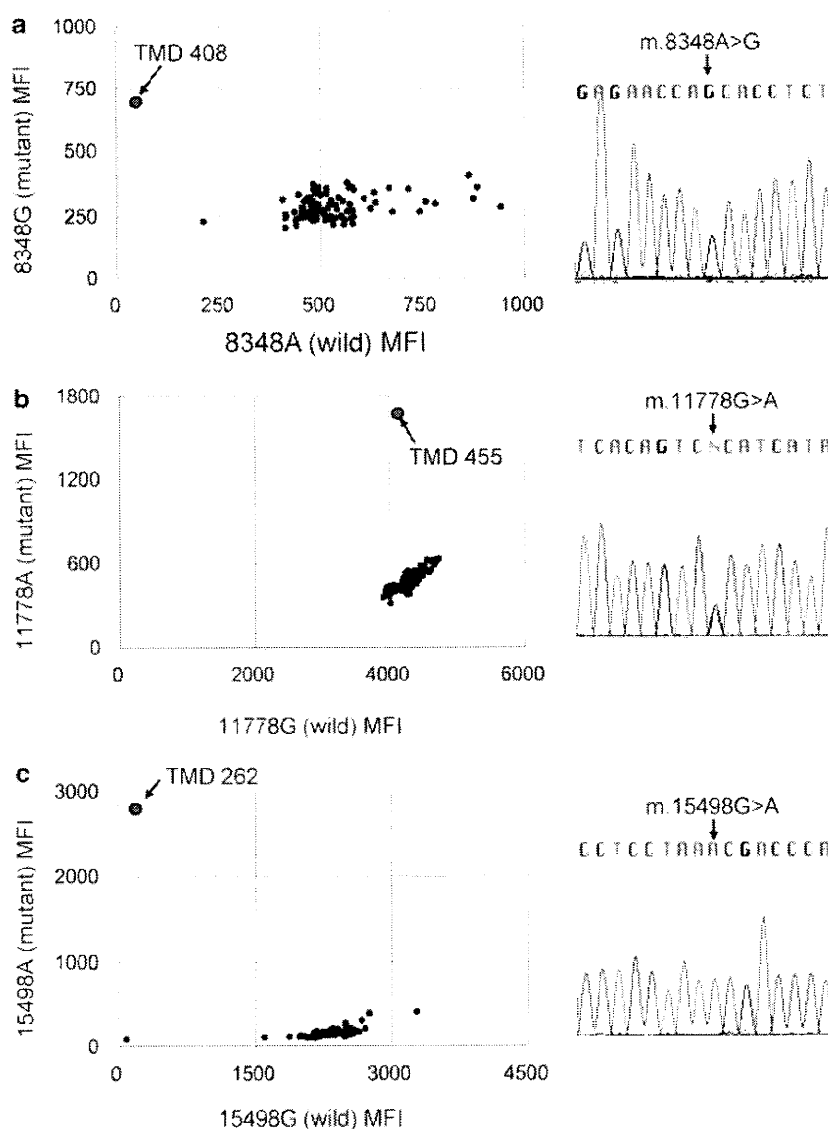 a
1000
TMD 408
750
500
250
0
8348G (mutant) MFI
0 250 500 750 1000
8348A (wild) MFI
m.8348A>G
GAGAACCAGCACCTCT
b
1800
TMD 455
1200
600
0
11778A (mutant) MFI
0 2000 4000 6000
11778G (wild) MFI
m.11778G>A
TCACAGTCNCATCATA
c
3000
TMD 262
2000
1000
0
15498A (mutant) MFI
0 1500 3000 4500
15498G (wild) MFI
m.15498G>A
CCTCCTAAACGACCCA